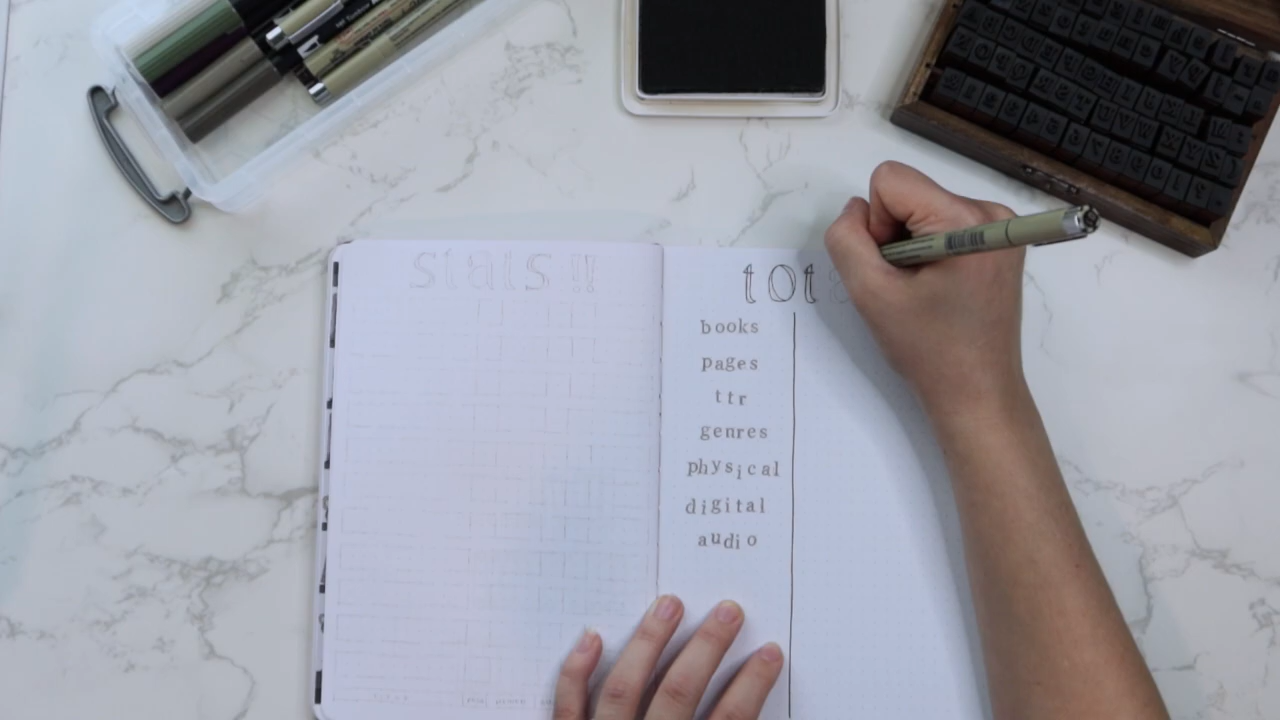 stats !!
tot
books
pages
ttr
genres
physical
digital
audio